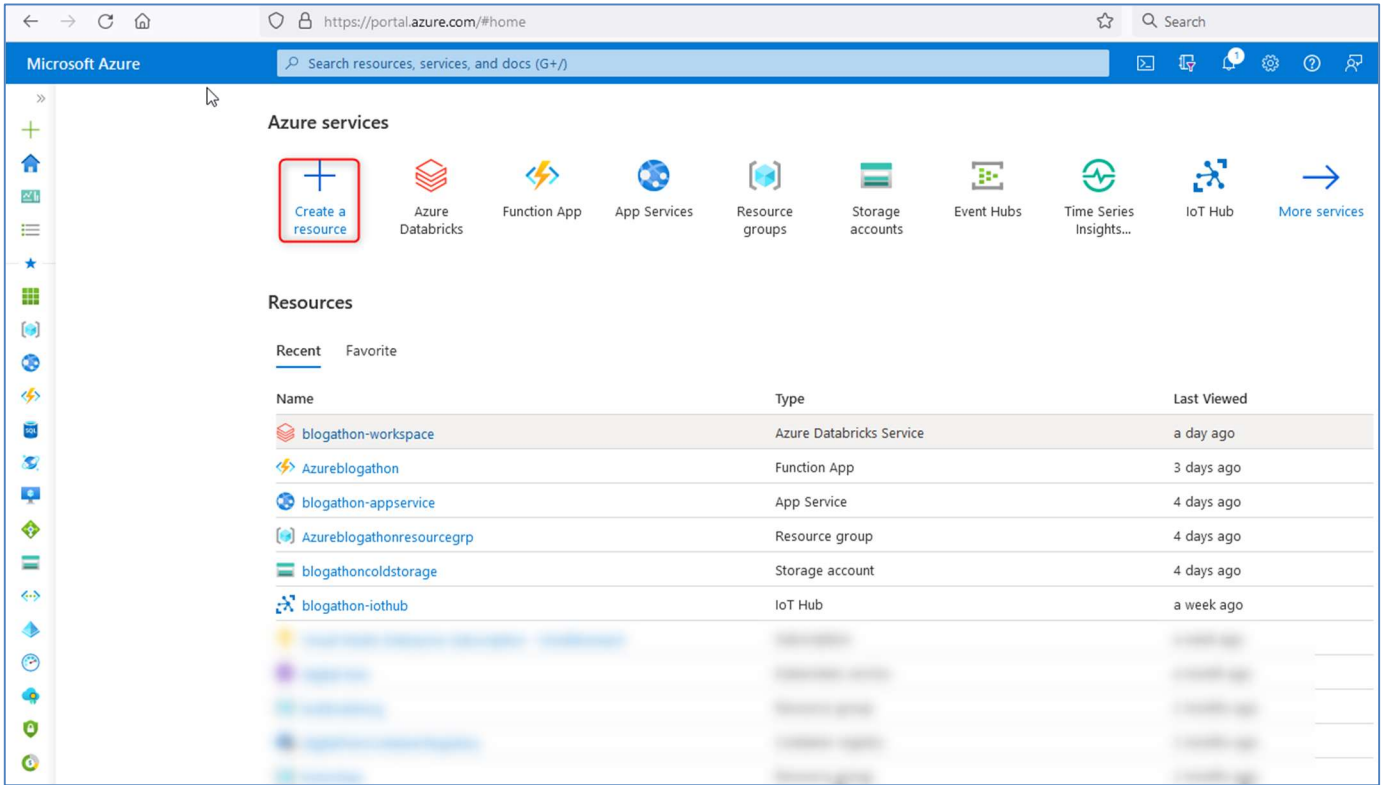 https://portal.azure.com/#home
Search
Microsoft Azure
Search resources, services, and docs (G+/)
1
Azure services
Create a resource
Azure Databricks
Function App
App Services
Resource groups
Storage accounts
Event Hubs
Time Series Insights...
IoT Hub
More services
Resources
Recent Favorite
Name Type Last Viewed
blogathon-workspace Azure Databricks Service a day ago
Azureblogathon Function App 3 days ago
blogathon-appservice App Service 4 days ago
Azureblogathonresourcegrp Resource group 4 days ago
blogathoncoldstorage Storage account 4 days ago
blogathon-iothub IoT Hub a week ago
SQL